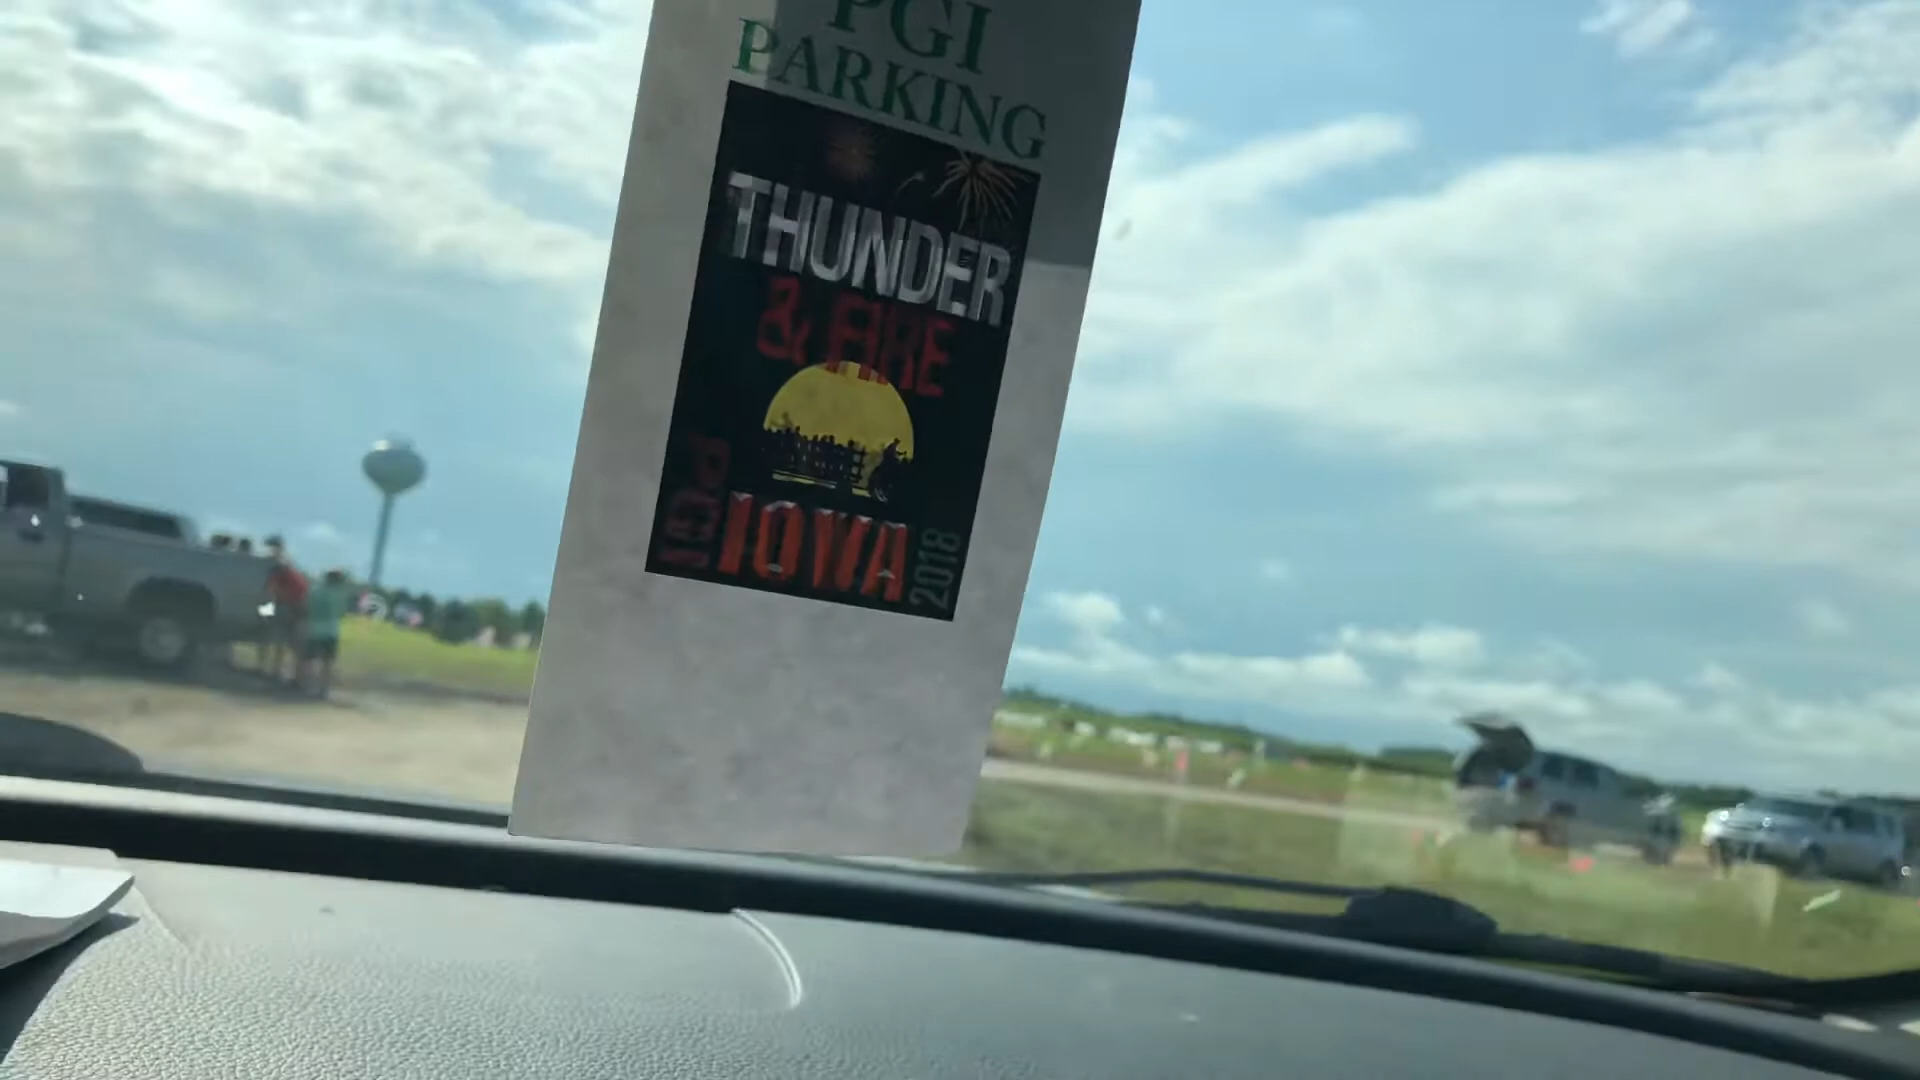 PGI
PARKING
THUNDER
& FIRE
PGI
IOWA
2018